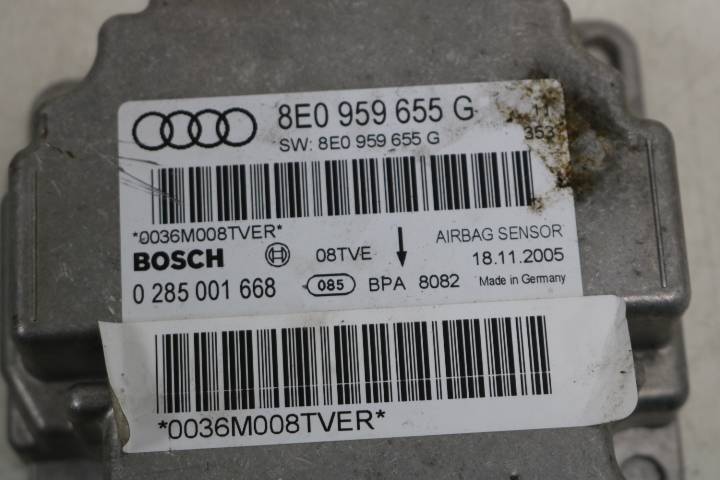 8E0 959 655 G
SW: 8E0 959 655 G
353
*0036M008TVER*
BOSCH 08TVE AIRBAG SENSOR
18.11.2005
0 285 001 668 085 BPA 8082 Made in Germany
*0036M008TVER*